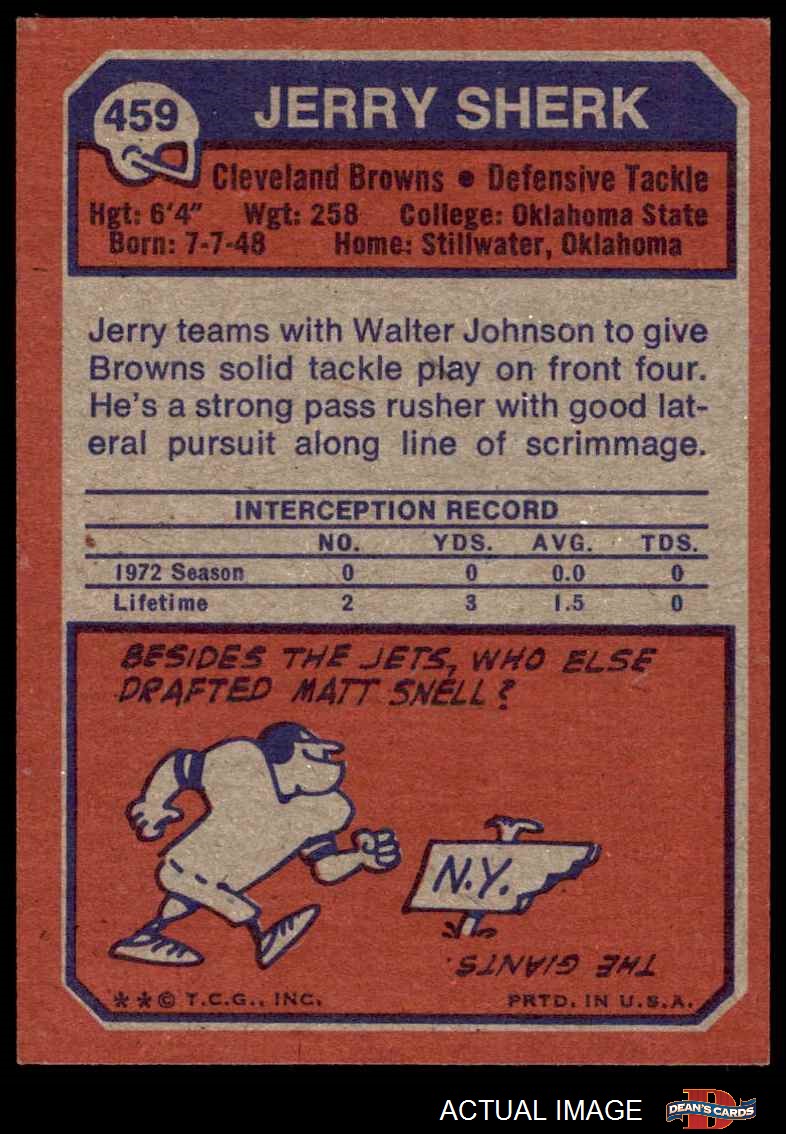 459
JERRY SHERK
Cleveland Browns • Defensive Tackle
Hgt: 6'4" Wgt: 258 College: Oklahoma State
Born: 7-7-48 Home: Stillwater, Oklahoma
Jerry teams with Walter Johnson to give
Browns solid tackle play on front four.
He's a strong pass rusher with good lat-
eral pursuit along line of scrimmage.
INTERCEPTION RECORD
NO. YDS. AVG. TDS.
1972 Season 0 0 0.0 0
Lifetime 2 3 1.5 0
BESIDES THE JETS, WHO ELSE
DRAFTED MATT SNELL?
N.Y.
THE GIANTS.
**© T.C.G., INC. PRTD. IN U.S.A.
ACTUAL IMAGE
D
DEAN'S CARDS